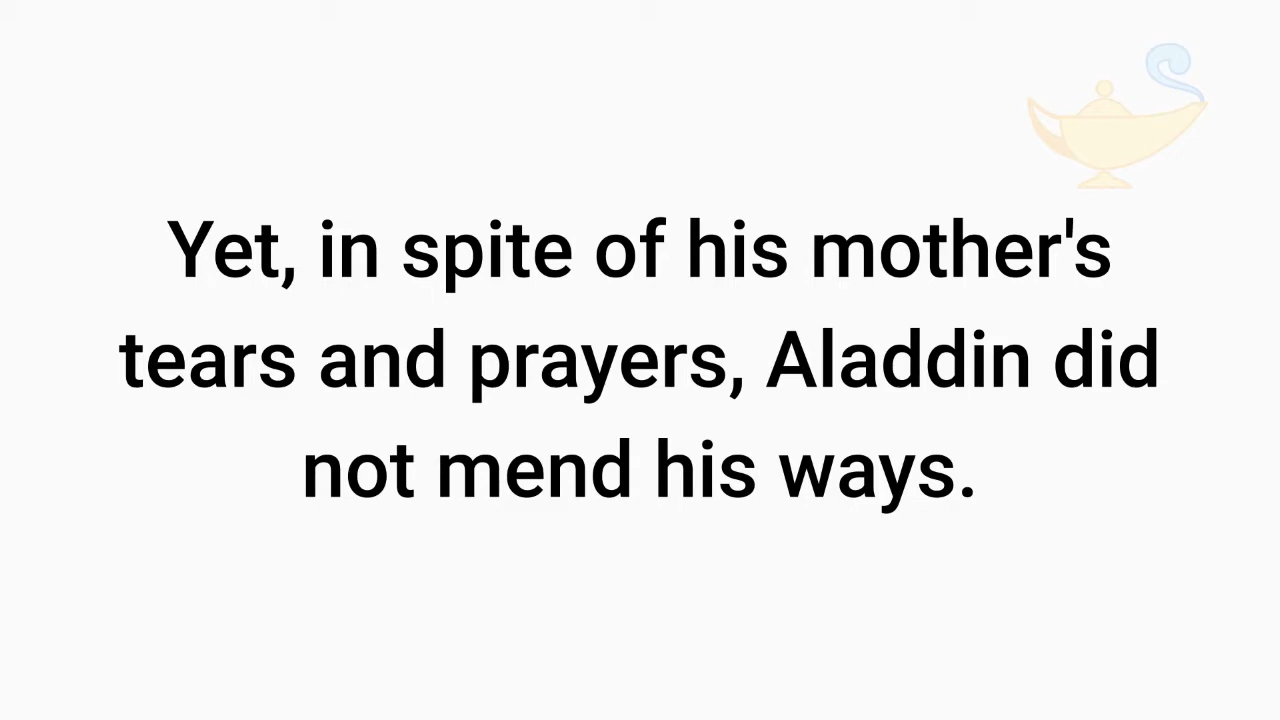 Yet, in spite of his mother's
tears and prayers, Aladdin did
not mend his ways.